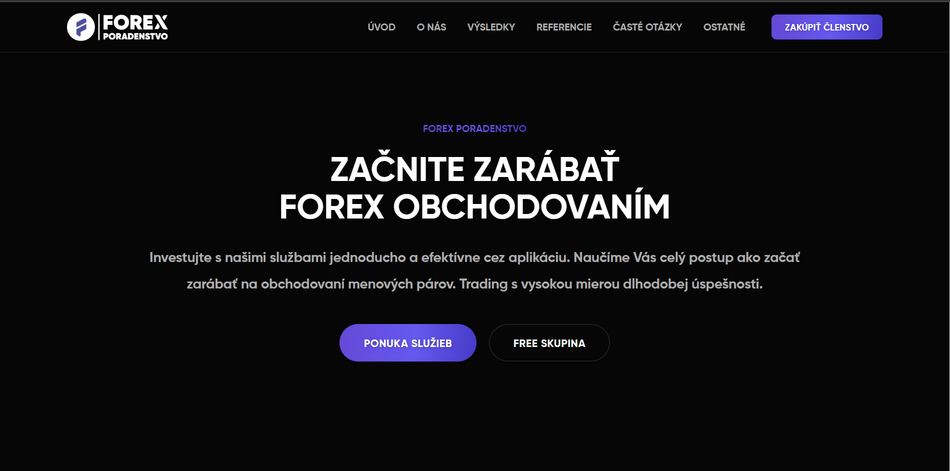 FOREX
PORADENSTVO
ÚVOD O NÁS VÝSLEDKY REFERENCIE ČASTÉ OTÁZKY OSTATNÉ ZAKÚPIŤ ČLENSTVO
FOREX PORADENSTVO
ZAČNITE ZARÁBAŤ
FOREX OBCHODOVANÍM
Investujte s našimi službami jednoducho a efektívne cez aplikáciu. Naučíme Vás celý postup ako začať
zarábať na obchodovaní menových párov. Trading s vysokou mierou dlhodobej úspešnosti.
PONUKA SLUŽIEB FREE SKUPINA